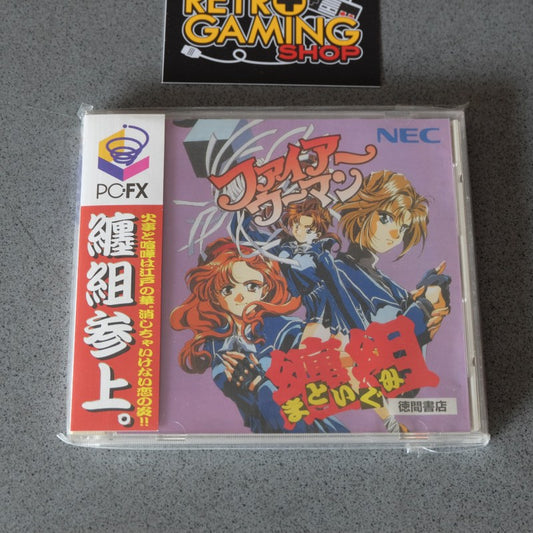 RETRO
GAMING
SHOP
PC-FX
纏組参上。
火事と喧嘩は江戸の華。消しちゃいけない恋の炎!!
NEC
ファイアー
ウーマン
纏組
まといぐみ
徳間書店